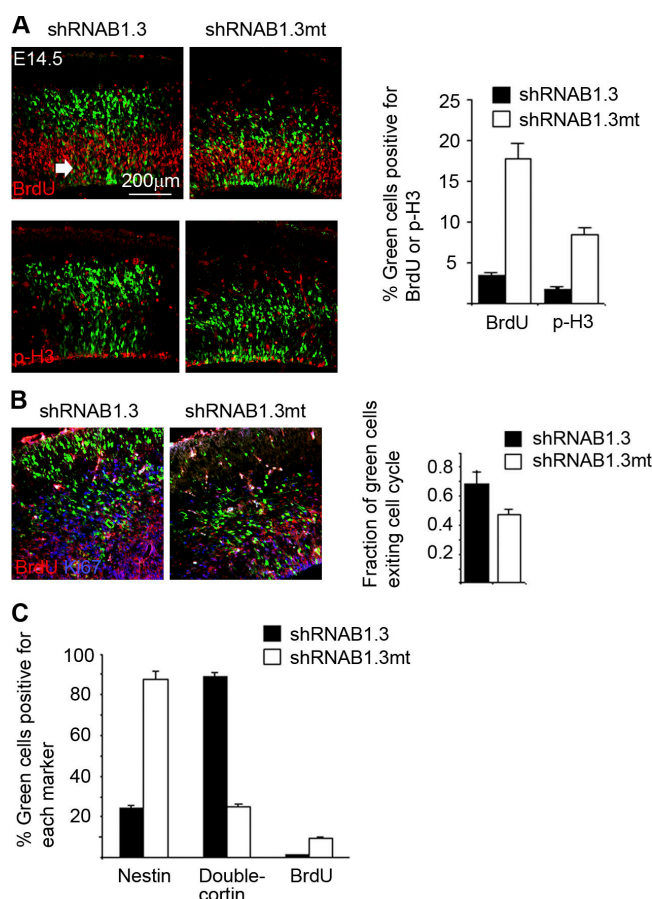 A
shRNAB1.3 shRNAB1.3mt
E14.5
BrdU
200μm
p-H3
shRNAB1.3
shRNAB1.3mt
% Green cells positive for
BrdU or p-H3
25
20
15
10
5
BrdU p-H3
B
shRNAB1.3 shRNAB1.3mt
BrdU Ki67
shRNAB1.3
shRNAB1.3mt
Fraction of green cells
exiting cell cycle
0.8
0.6
0.4
0.2
C
shRNAB1.3
shRNAB1.3mt
% Green cells positive for
each marker
100
80
60
40
20
Nestin Double- BrdU
cortin